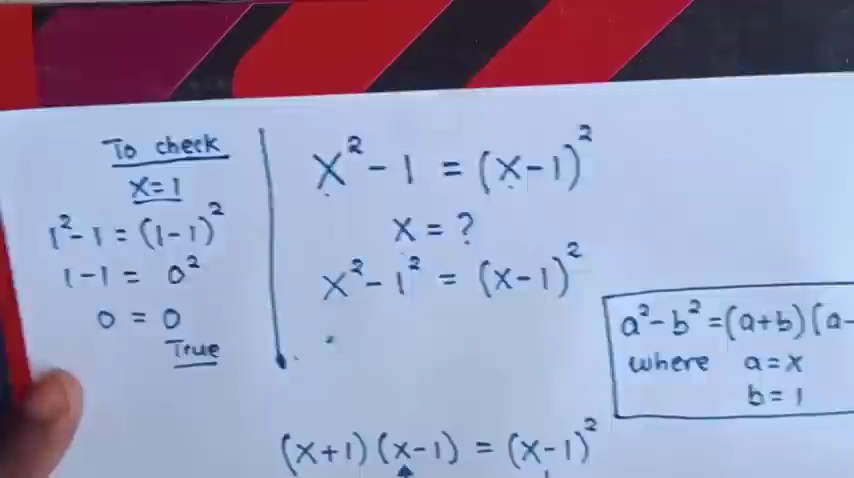 To check
x=1
1²-1 = (1-1)²
1-1 = 0²
0 = 0
True
x²-1 = (x-1)²
x = ?
x²-1² = (x-1)²
a²-b² = (a+b)(a-
where a=x
b=1
(x+1)(x-1) = (x-1)²